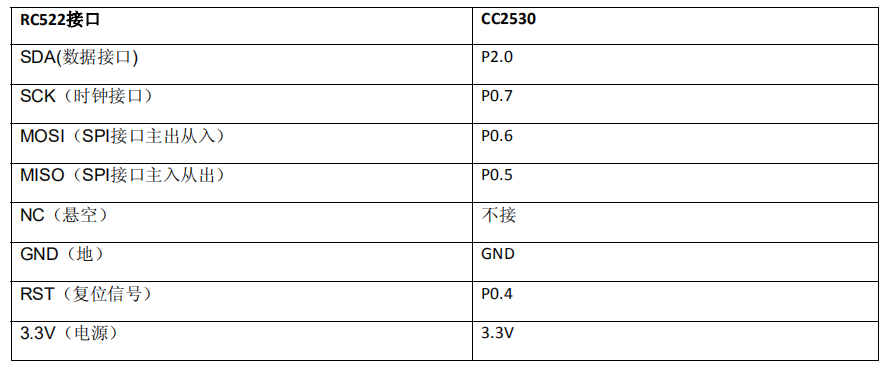 RC522接口 CC2530
SDA(数据接口) P2.0
SCK（时钟接口） P0.7
MOSI（SPI接口主出从入） P0.6
MISO（SPI接口主入从出） P0.5
NC（悬空） 不接
GND（地） GND
RST（复位信号） P0.4
3.3V（电源） 3.3V